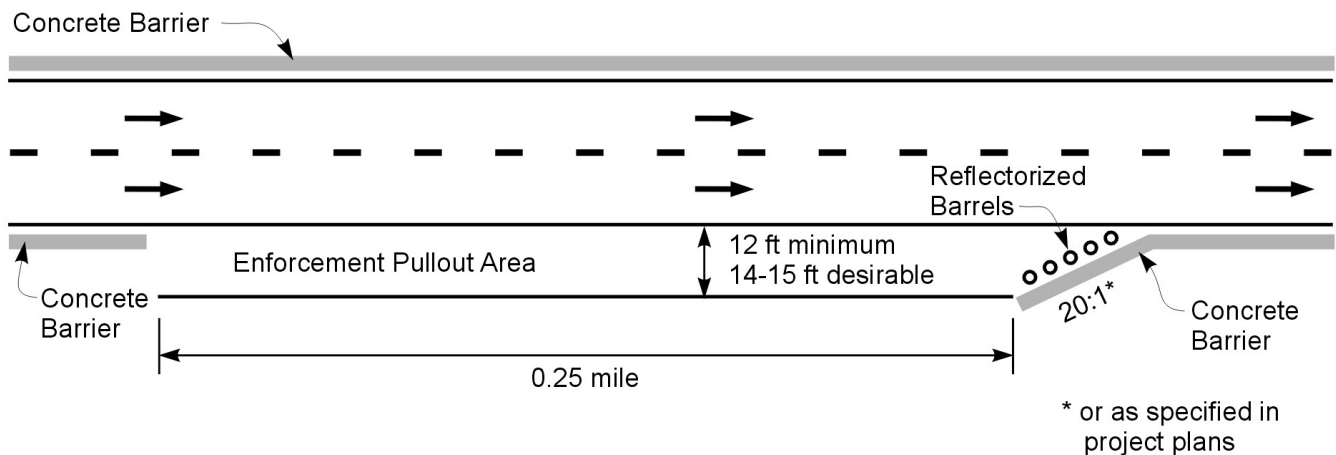 Concrete Barrier
Reflectorized
Barrels
12 ft minimum
14-15 ft desirable
Enforcement Pullout Area
Concrete
Barrier
20:1*
Concrete
Barrier
0.25 mile
* or as specified in
project plans